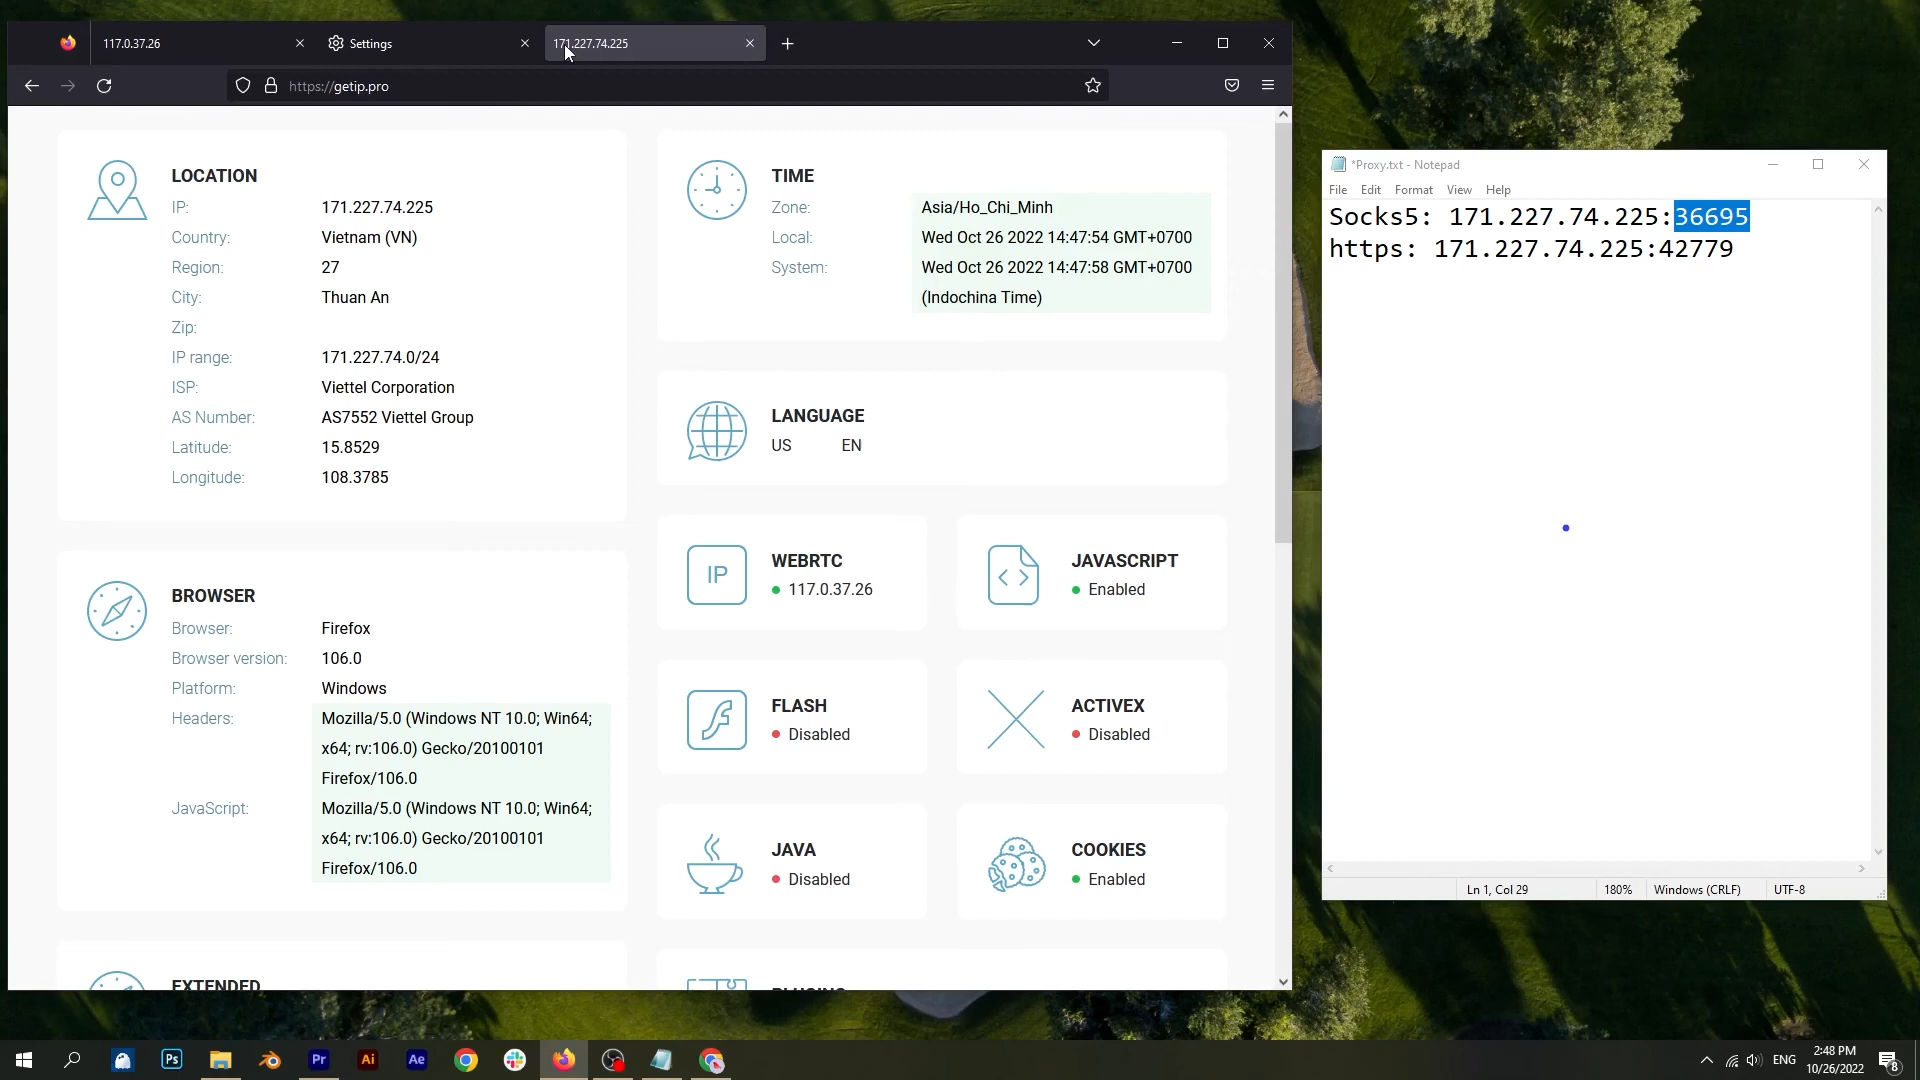 117.0.37.26
Settings
171.227.74.225
https://getip.pro
LOCATION
IP: 171.227.74.225
Country: Vietnam (VN)
Region: 27
City: Thuan An
Zip:
IP range: 171.227.74.0/24
ISP: Viettel Corporation
AS Number: AS7552 Viettel Group
Latitude: 15.8529
Longitude: 108.3785
BROWSER
Browser: Firefox
Browser version: 106.0
Platform: Windows
Headers: Mozilla/5.0 (Windows NT 10.0; Win64;
x64; rv:106.0) Gecko/20100101
Firefox/106.0
JavaScript: Mozilla/5.0 (Windows NT 10.0; Win64;
x64; rv:106.0) Gecko/20100101
Firefox/106.0
EXTENDED
TIME
Zone: Asia/Ho_Chi_Minh
Local: Wed Oct 26 2022 14:47:54 GMT+0700
System: Wed Oct 26 2022 14:47:58 GMT+0700
(Indochina Time)
LANGUAGE
US EN
IP
WEBRTC
117.0.37.26
JAVASCRIPT
Enabled
FLASH
Disabled
ACTIVEX
Disabled
JAVA
Disabled
COOKIES
Enabled
PLUGINS
*Proxy.txt - Notepad
File Edit Format View Help
Socks5: 171.227.74.225:36695
https: 171.227.74.225:42779
Ln 1, Col 29 180% Windows (CRLF) UTF-8
Ps
Pr
Ai
Ae
ENG
2:48 PM
10/26/2022
8